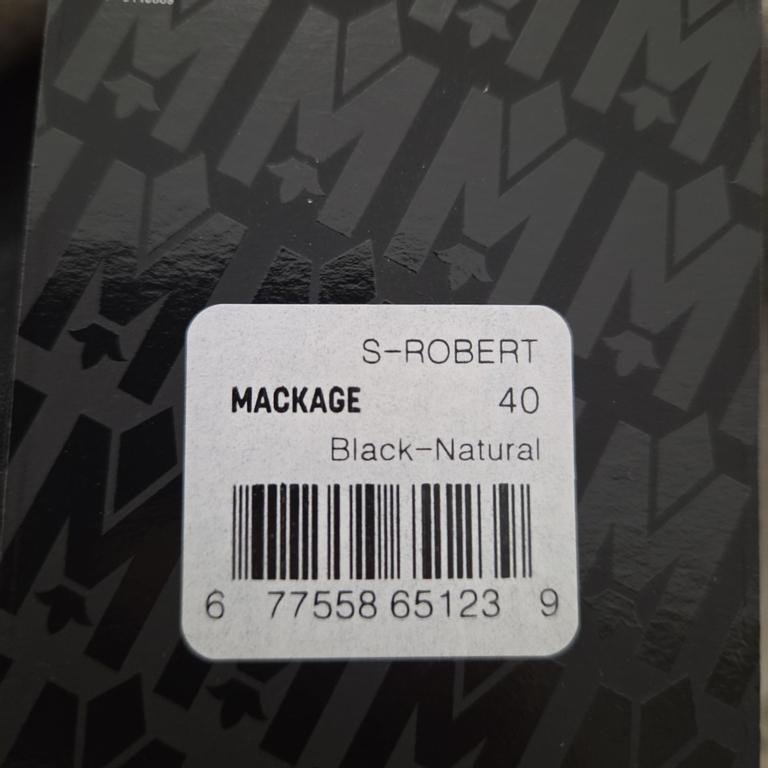 S-ROBERT
MACKAGE 40
Black-Natural
6 77558 65123 9